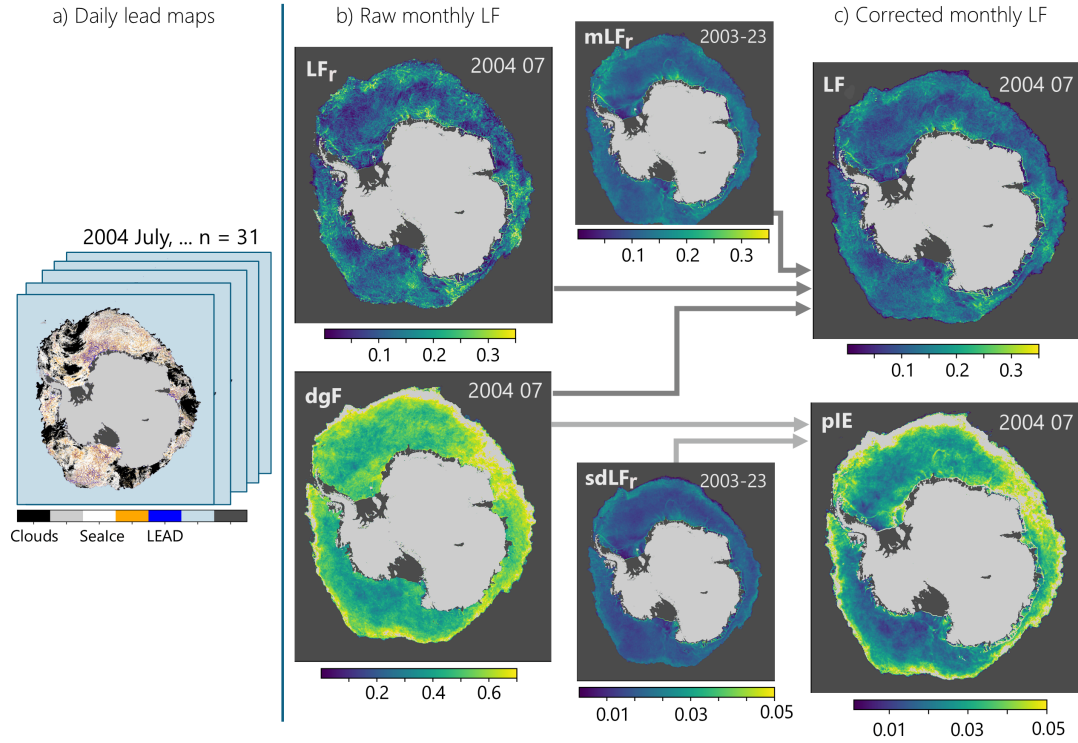 a) Daily lead maps
b) Raw monthly LF
c) Corrected monthly LF
2004 July, ... n = 31
Clouds SeaIce LEAD
LFr 2004 07
0.1 0.2 0.3
dgF 2004 07
0.2 0.4 0.6
mLFr 2003-23
0.1 0.2 0.3
sdLFr 2003-23
0.01 0.03 0.05
LF 2004 07
0.1 0.2 0.3
pIE 2004 07
0.01 0.03 0.05